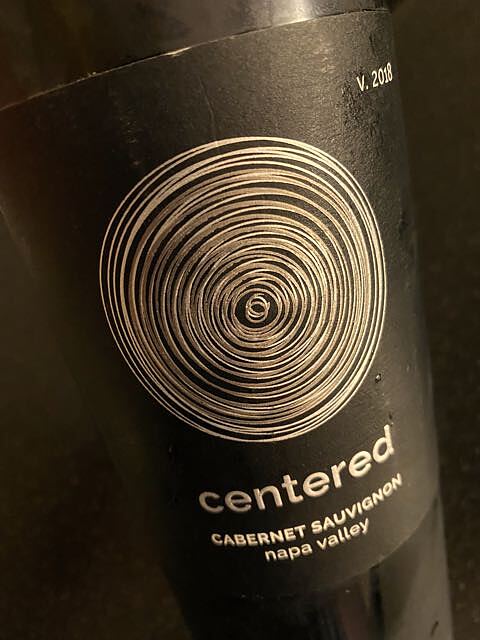 V. 2018
centered
CABERNET SAUVIGNON
napa valley